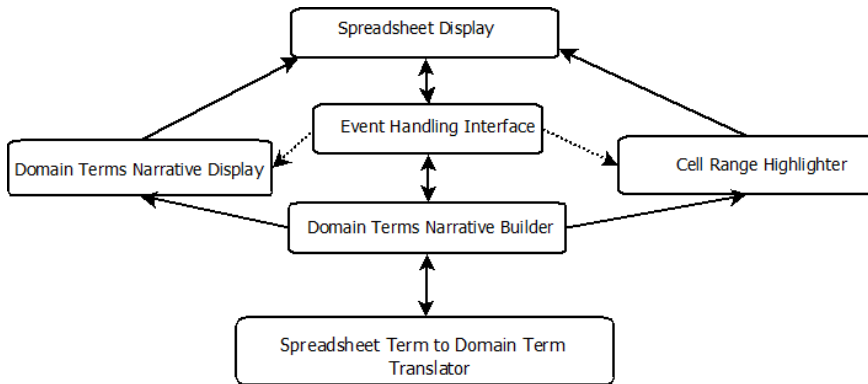 Spreadsheet Display
Event Handling Interface
Domain Terms Narrative Display
Cell Range Highlighter
Domain Terms Narrative Builder
Spreadsheet Term to Domain Term
Translator